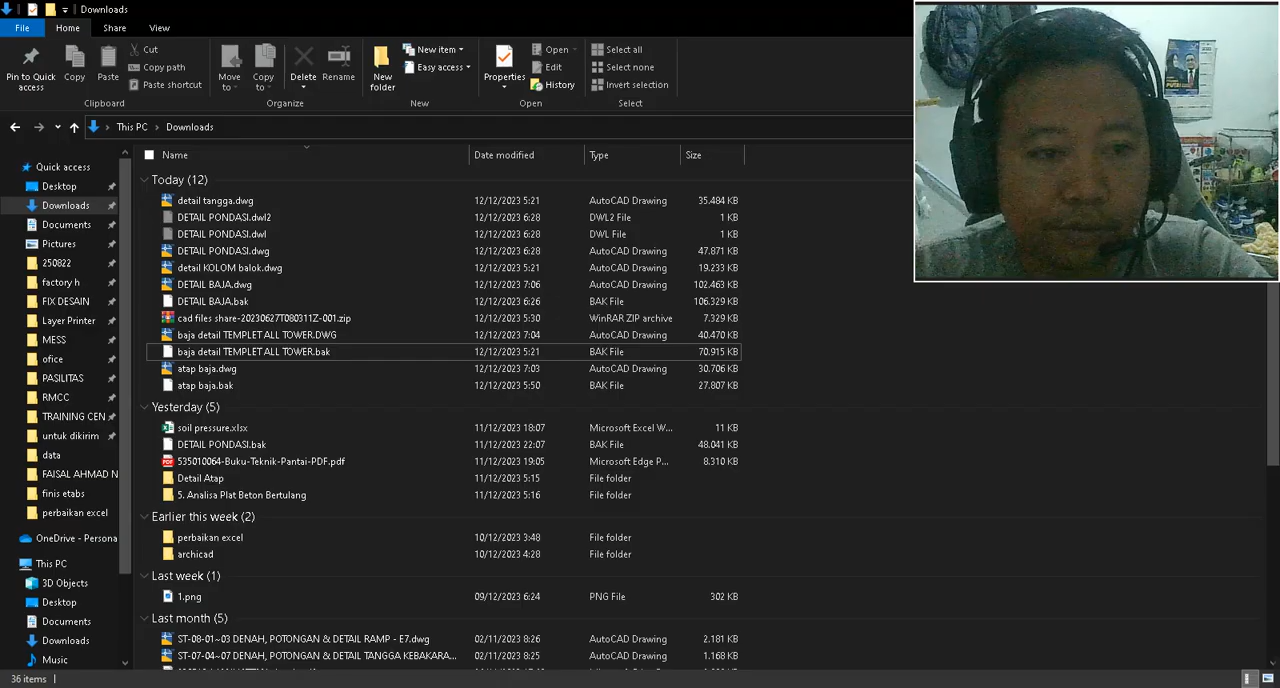 Downloads
File Home Share View
Pin to Quick access
Copy
Paste
Cut
Copy path
Paste shortcut
Clipboard
Move to
Copy to
Delete
Rename
Organize
New folder
New item
Easy access
New
Properties
Open
Edit
History
Open
Select all
Select none
Invert selection
Select
This PC > Downloads
Quick access
Desktop
Downloads
Documents
Pictures
250822
factory h
FIX DESAIN
Layer Printer
MESS
ofice
PASILITAS
RMCC
TRAINING CEN
untuk dikirim
data
FAISAL AHMAD N
finis etabs
perbaikan excel
OneDrive - Persona
This PC
3D Objects
Desktop
Documents
Downloads
Music
Name Date modified Type Size
Today (12)
detail tangga.dwg 12/12/2023 5:21 AutoCAD Drawing 35.484 KB
DETAIL PONDASI.dwl2 12/12/2023 6:28 DWL2 File 1 KB
DETAIL PONDASI.dwl 12/12/2023 6:28 DWL File 1 KB
DETAIL PONDASI.dwg 12/12/2023 6:28 AutoCAD Drawing 47.871 KB
detail KOLOM balok.dwg 12/12/2023 5:21 AutoCAD Drawing 19.233 KB
DETAIL BAJA.dwg 12/12/2023 7:06 AutoCAD Drawing 102.463 KB
DETAIL BAJA.bak 12/12/2023 6:26 BAK File 106.329 KB
cad files share-20230627T080311Z-001.zip 12/12/2023 5:30 WinRAR ZIP archive 7.329 KB
baja detail TEMPLET ALL TOWER.DWG 12/12/2023 7:04 AutoCAD Drawing 40.470 KB
baja detail TEMPLET ALL TOWER.bak 12/12/2023 5:21 BAK File 70.915 KB
atap baja.dwg 12/12/2023 7:03 AutoCAD Drawing 30.706 KB
atap baja.bak 12/12/2023 5:50 BAK File 27.807 KB
Yesterday (5)
soil pressure.xlsx 11/12/2023 18:07 Microsoft Excel W... 11 KB
DETAIL PONDASI.bak 11/12/2023 22:07 BAK File 48.041 KB
535010064-Buku-Teknik-Pantai-PDF.pdf 11/12/2023 19:05 Microsoft Edge P... 8.310 KB
Detail Atap 11/12/2023 5:15 File folder
5. Analisa Plat Beton Bertulang 11/12/2023 5:16 File folder
Earlier this week (2)
perbaikan excel 10/12/2023 3:48 File folder
archicad 10/12/2023 4:28 File folder
Last week (1)
1.png 09/12/2023 6:24 PNG File 302 KB
Last month (5)
ST-08-01~03 DENAH, POTONGAN & DETAIL RAMP - E7.dwg 02/11/2023 8:26 AutoCAD Drawing 2.181 KB
ST-07-04~07 DENAH, POTONGAN & DETAIL TANGGA KEBAKARA... 02/11/2023 8:25 AutoCAD Drawing 1.168 KB
36 items